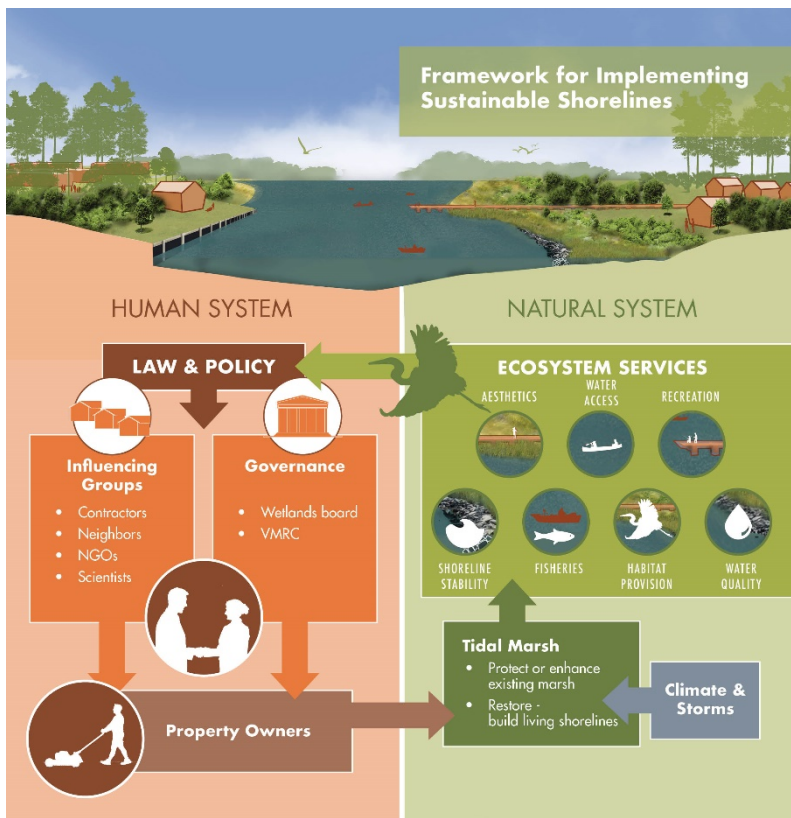 Framework for Implementing
Sustainable Shorelines
HUMAN SYSTEM
NATURAL SYSTEM
LAW & POLICY
Influencing
Groups
• Contractors
• Neighbors
• NGOs
• Scientists
Governance
• Wetlands board
• VMRC
Property Owners
ECOSYSTEM SERVICES
AESTHETICS
WATER
ACCESS
RECREATION
SHORELINE
STABILITY
FISHERIES
HABITAT
PROVISION
WATER
QUALITY
Tidal Marsh
• Protect or enhance
existing marsh
• Restore -
build living shorelines
Climate &
Storms